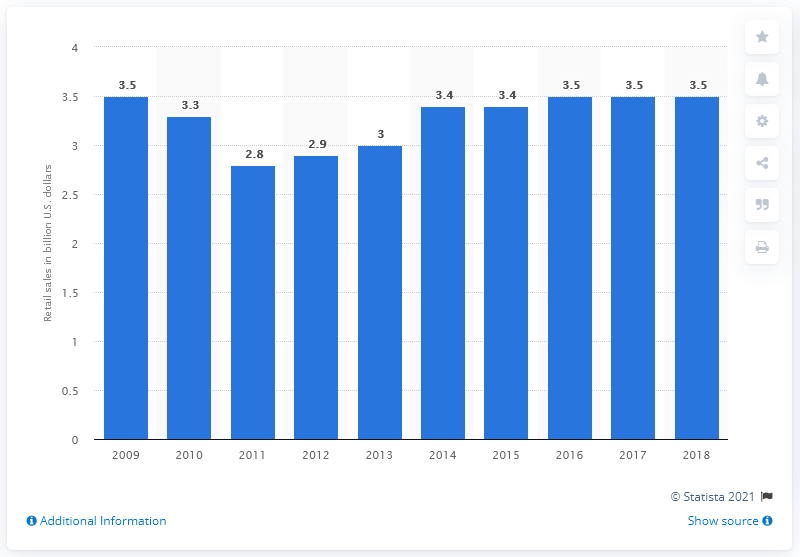 4
3.5
3
2.5
2
1.5
1
0.5
0
Retail sales in billion U.S. dollars
3.5 3.3 2.8 2.9 3 3.4 3.4 3.5 3.5 3.5
2009 2010 2011 2012 2013 2014 2015 2016 2017 2018
© Statista 2021
Additional Information
Show source